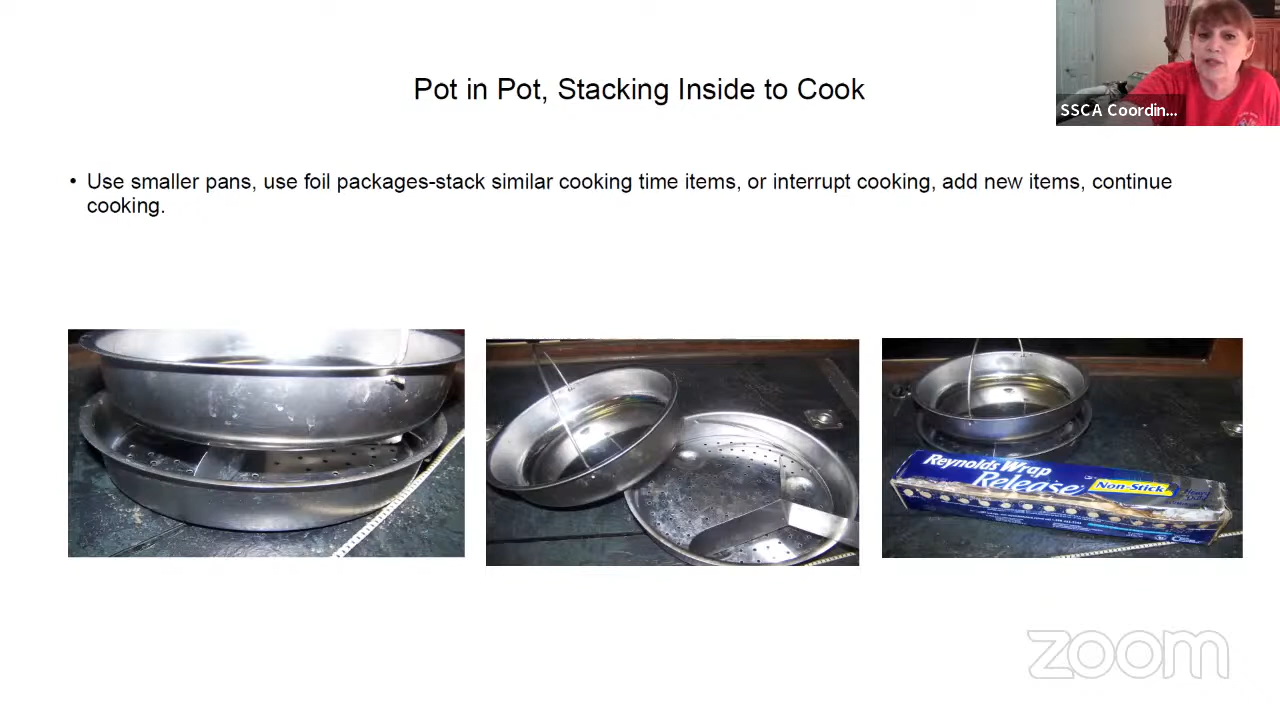 SSCA Coordin...
Pot in Pot, Stacking Inside to Cook
• Use smaller pans, use foil packages-stack similar cooking time items, or interrupt cooking, add new items, continue
cooking.
Reynolds Wrap
Release
Non-Stick
zoom